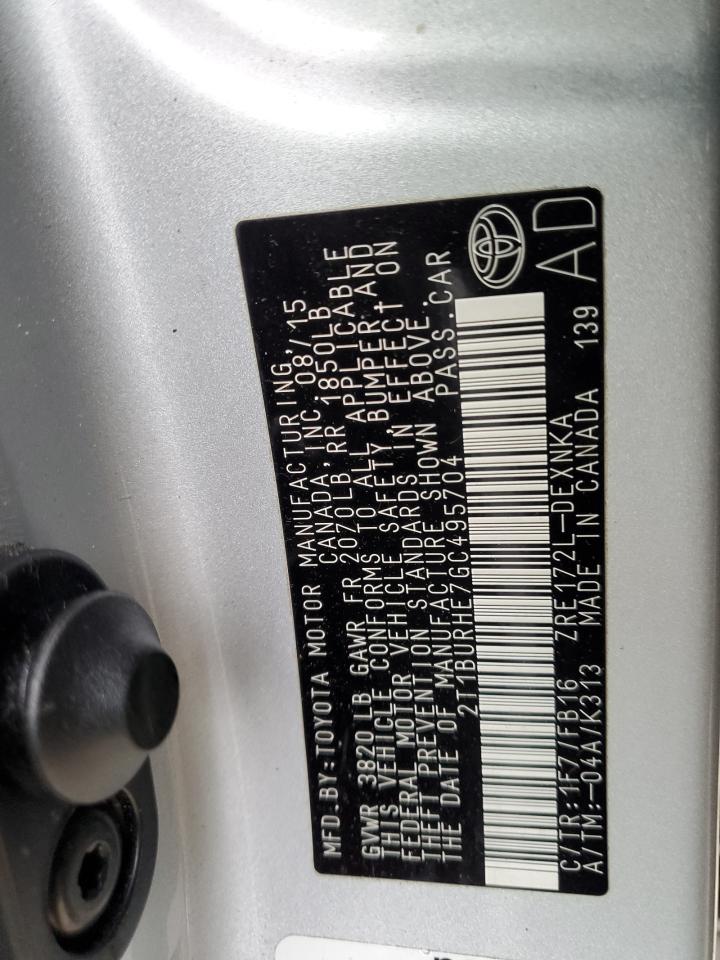 MFD BY:TOYOTA MOTOR MANUFACTURING
CANADA,INC. 08/15
GVWR 3820 LB GAWR FR 2070LB,RR 1850LB
THIS VEHICLE CONFORMS TO ALL APPLICABLE
FEDERAL MOTOR VEHICLE SAFETY,BUMPER,AND
THEFT PREVENTION STANDARDS IN EFFECT ON
THE DATE OF MANUFACTURE SHOWN ABOVE.
2T1BURHE7GC495704 PASS.CAR
C/TR:1F7/FB16 ZRE172L-DEXNKA
A/TM:-04A/K313 MADE IN CANADA 139
AD